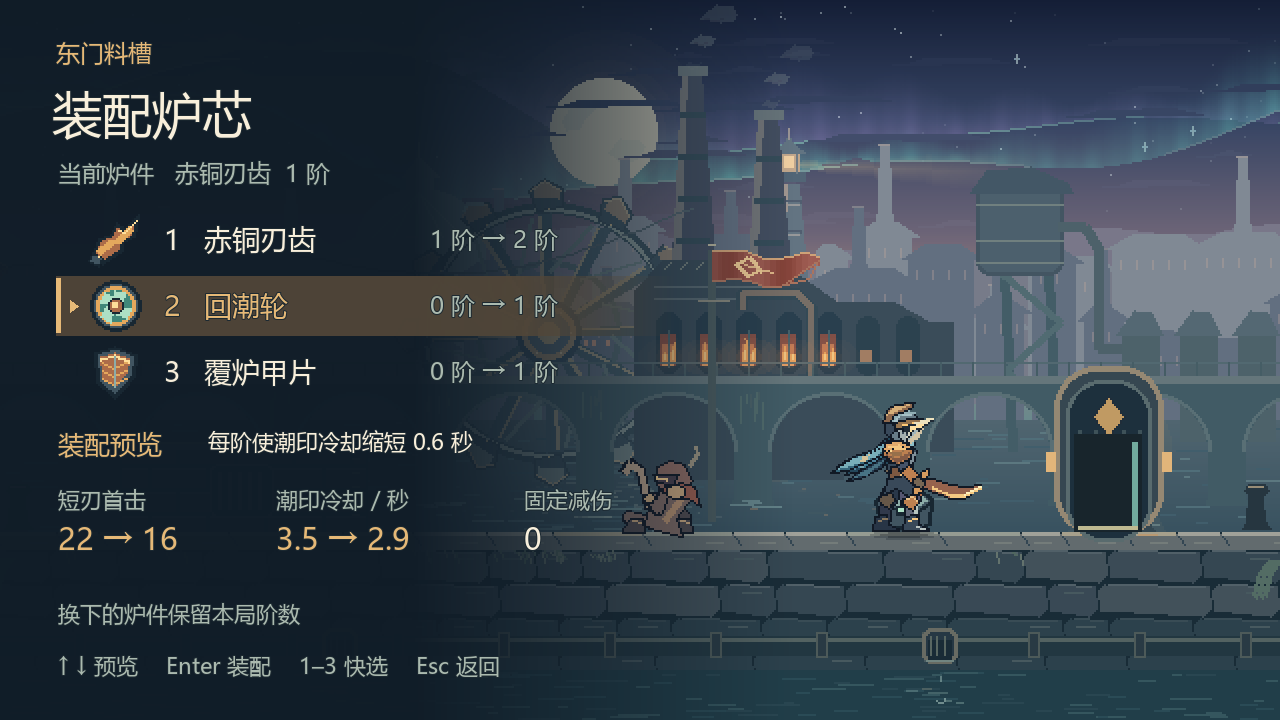 东门料槽
装配炉芯
当前炉件 赤铜刃齿 1 阶
1 赤铜刃齿 1 阶 → 2 阶
2 回潮轮 0 阶 → 1 阶
3 覆炉甲片 0 阶 → 1 阶
装配预览 每阶使潮印冷却缩短 0.6 秒
短刃首击 潮印冷却 / 秒 固定减伤
22 → 16 3.5 → 2.9 0
换下的炉件保留本局阶数
↑↓ 预览 Enter 装配 1–3 快选 Esc 返回